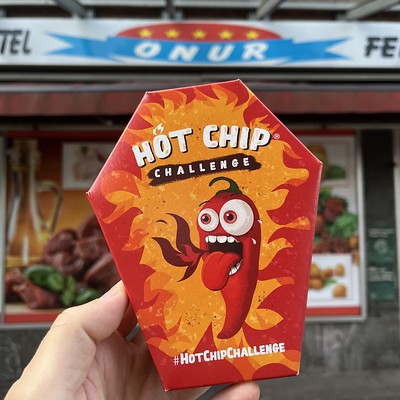 TEL
ONUR
FE
HOT CHIP®
CHALLENGE
#HOTCHIPCHALLENGE